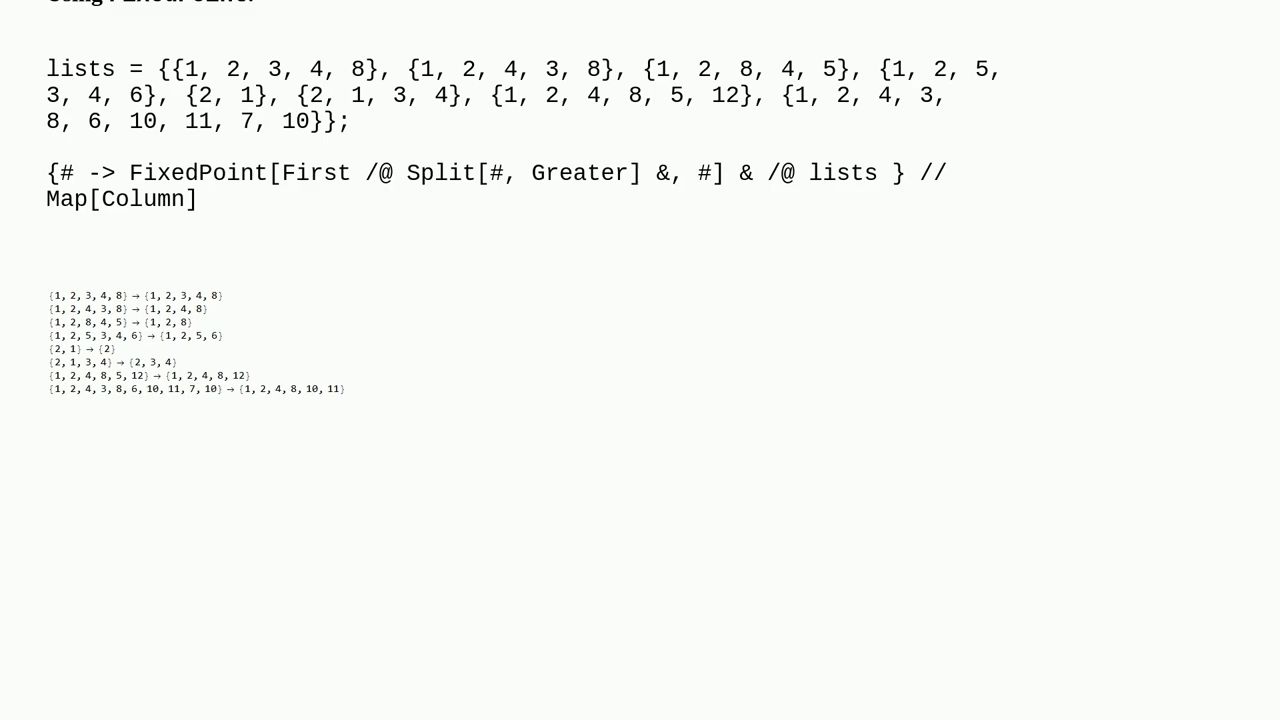 lists = {{1, 2, 3, 4, 8}, {1, 2, 4, 3, 8}, {1, 2, 8, 4, 5}, {1, 2, 5,
3, 4, 6}, {2, 1}, {2, 1, 3, 4}, {1, 2, 4, 8, 5, 12}, {1, 2, 4, 3,
8, 6, 10, 11, 7, 10}};
{# -> FixedPoint[First /@ Split[#, Greater] &, #] & /@ lists } //
Map[Column]
{1, 2, 3, 4, 8} → {1, 2, 3, 4, 8}
{1, 2, 4, 3, 8} → {1, 2, 4, 8}
{1, 2, 8, 4, 5} → {1, 2, 8}
{1, 2, 5, 3, 4, 6} → {1, 2, 5, 6}
{2, 1} → {2}
{2, 1, 3, 4} → {2, 3, 4}
{1, 2, 4, 8, 5, 12} → {1, 2, 4, 8, 12}
{1, 2, 4, 3, 8, 6, 10, 11, 7, 10} → {1, 2, 4, 8, 10, 11}